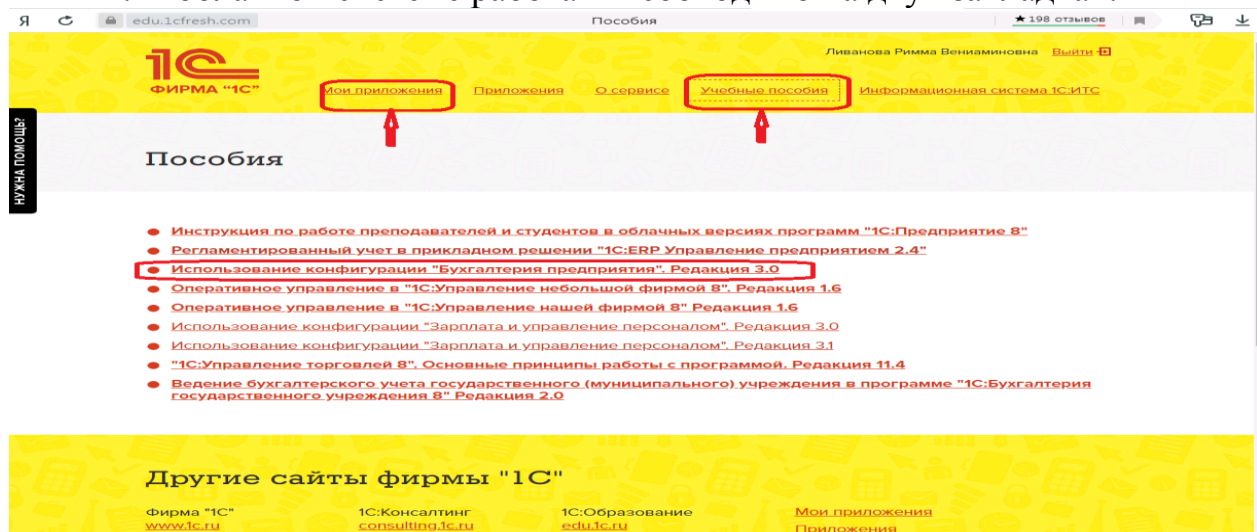 edu.1cfresh.com Пособия ★198 отзывов
Ливанова Римма Вениаминовна Выйти
1С
ФИРМА "1С"
Мои приложения Приложения О сервисе Учебные пособия Информационная система 1С:ИТС
НУЖНА ПОМОЩЬ?
Пособия
Инструкция по работе преподавателей и студентов в облачных версиях программ "1С:Предприятие 8"
Регламентированный учет в прикладном решении "1С:ERP Управление предприятием 2.4"
Использование конфигурации "Бухгалтерия предприятия". Редакция 3.0
Оперативное управление в "1С:Управление небольшой фирмой 8". Редакция 1.6
Оперативное управление в "1С:Управление нашей фирмой 8" Редакция 1.6
Использование конфигурации "Зарплата и управление персоналом". Редакция 3.0
Использование конфигурации "Зарплата и управление персоналом". Редакция 3.1
"1С:Управление торговлей 8". Основные принципы работы с программой. Редакция 11.4
Ведение бухгалтерского учета государственного (муниципального) учреждения в программе "1С:Бухгалтерия
государственного учреждения 8" Редакция 2.0
Другие сайты фирмы "1С"
Фирма "1С" 1С:Консалтинг 1С:Образование Мои приложения
www.1c.ru consulting.1c.ru edu.1c.ru Приложения